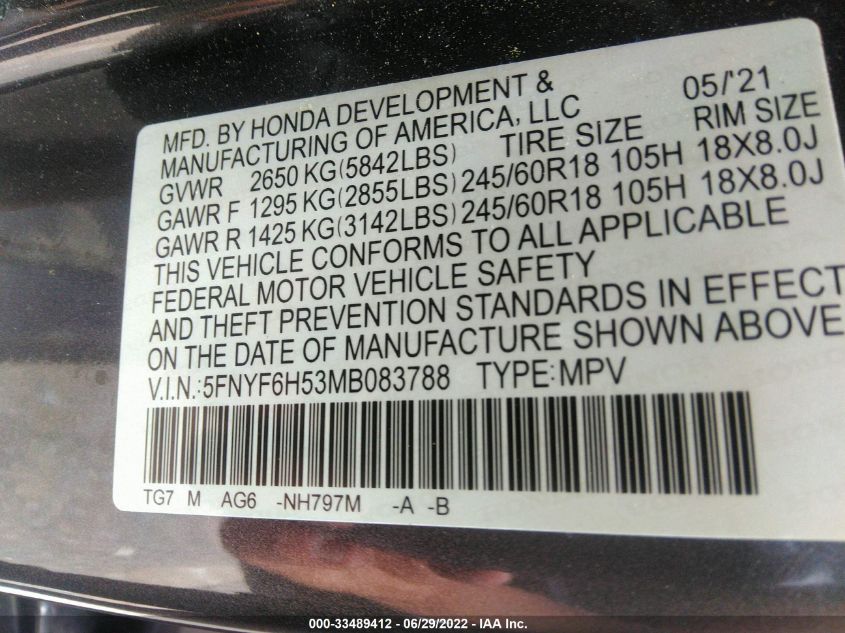 MFD. BY HONDA DEVELOPMENT & 05/'21
MANUFACTURING OF AMERICA, LLC TIRE SIZE RIM SIZE
GVWR 2650 KG(5842LBS)
GAWR F 1295 KG(2855LBS) 245/60R18 105H 18X8.0J
GAWR R 1425 KG(3142LBS) 245/60R18 105H 18X8.0J
THIS VEHICLE CONFORMS TO ALL APPLICABLE
FEDERAL MOTOR VEHICLE SAFETY
AND THEFT PREVENTION STANDARDS IN EFFECT
ON THE DATE OF MANUFACTURE SHOWN ABOVE
V.I.N.:5FNYF6H53MB083788 TYPE:MPV
TG7 M AG6 -NH797M -A -B
000-33489412 - 06/29/2022 - IAA Inc.